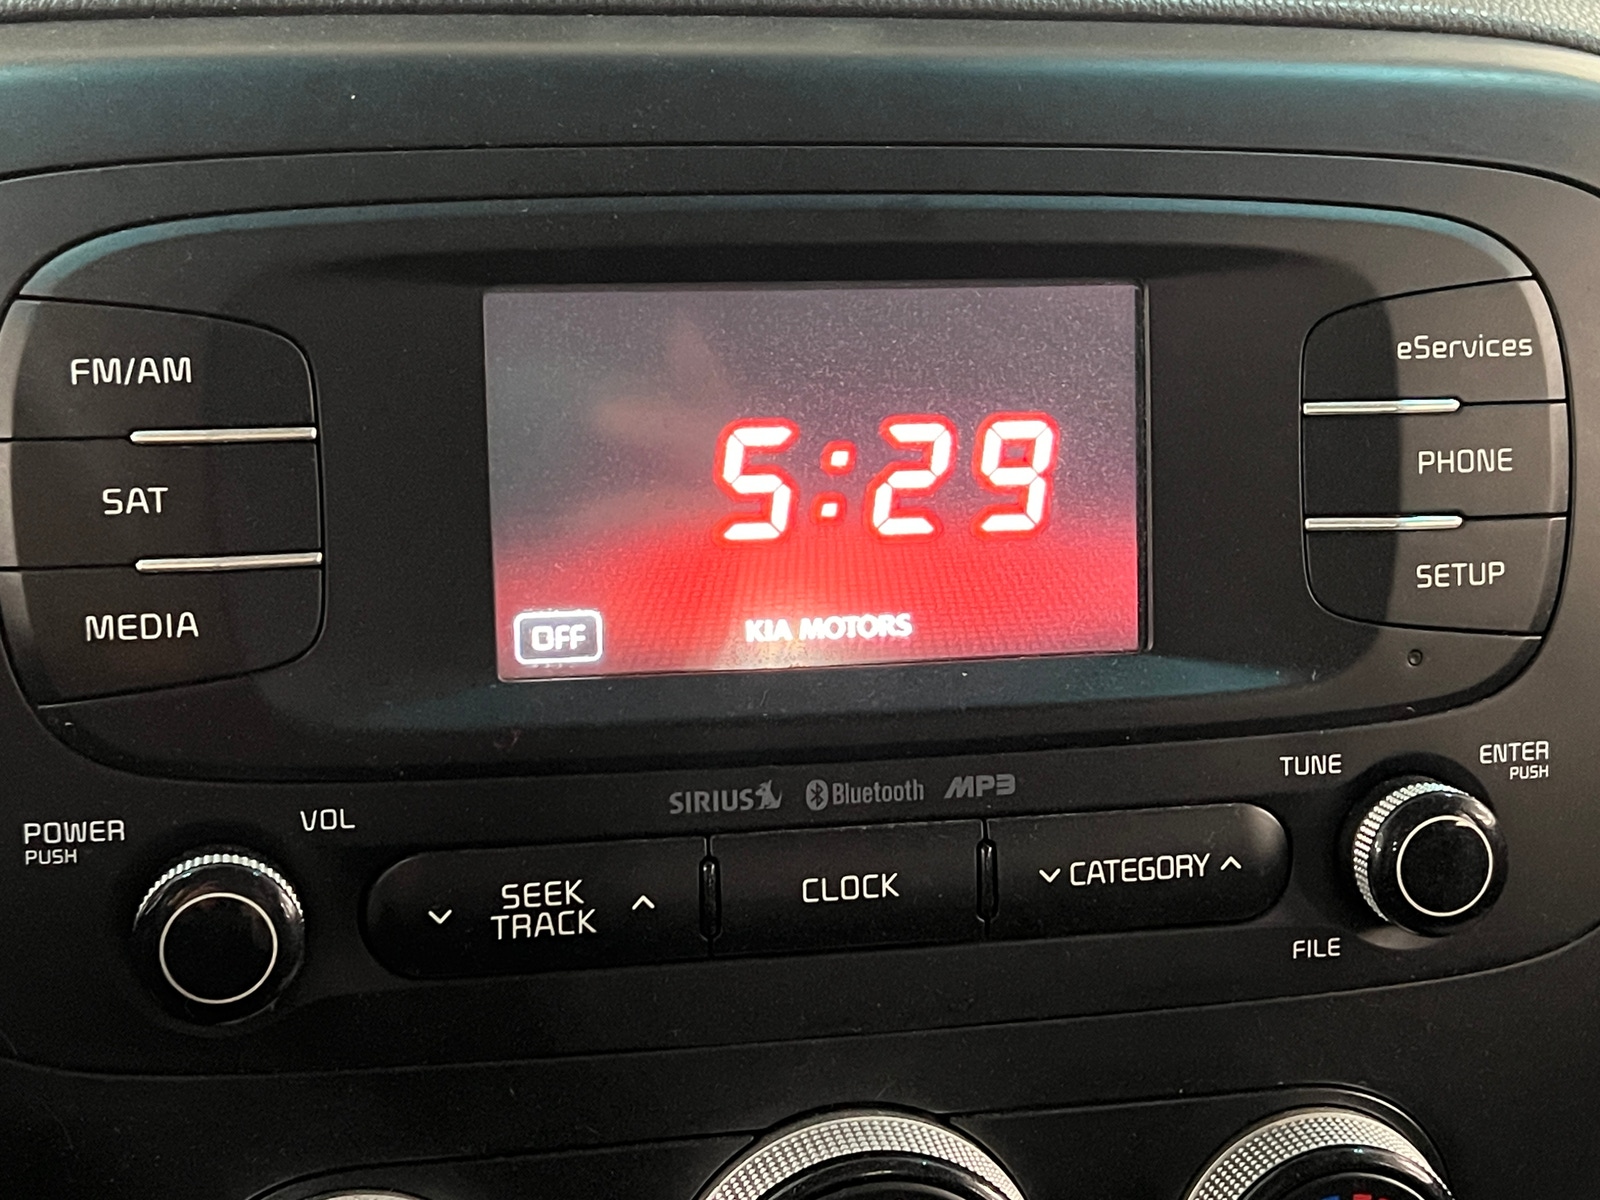 FM/AM
SAT
MEDIA
5:29
OFF
KIA MOTORS
eServices
PHONE
SETUP
POWER
PUSH
VOL
SIRIUS Bluetooth MP3
SEEK
TRACK
CLOCK
CATEGORY
TUNE
ENTER
PUSH
FILE